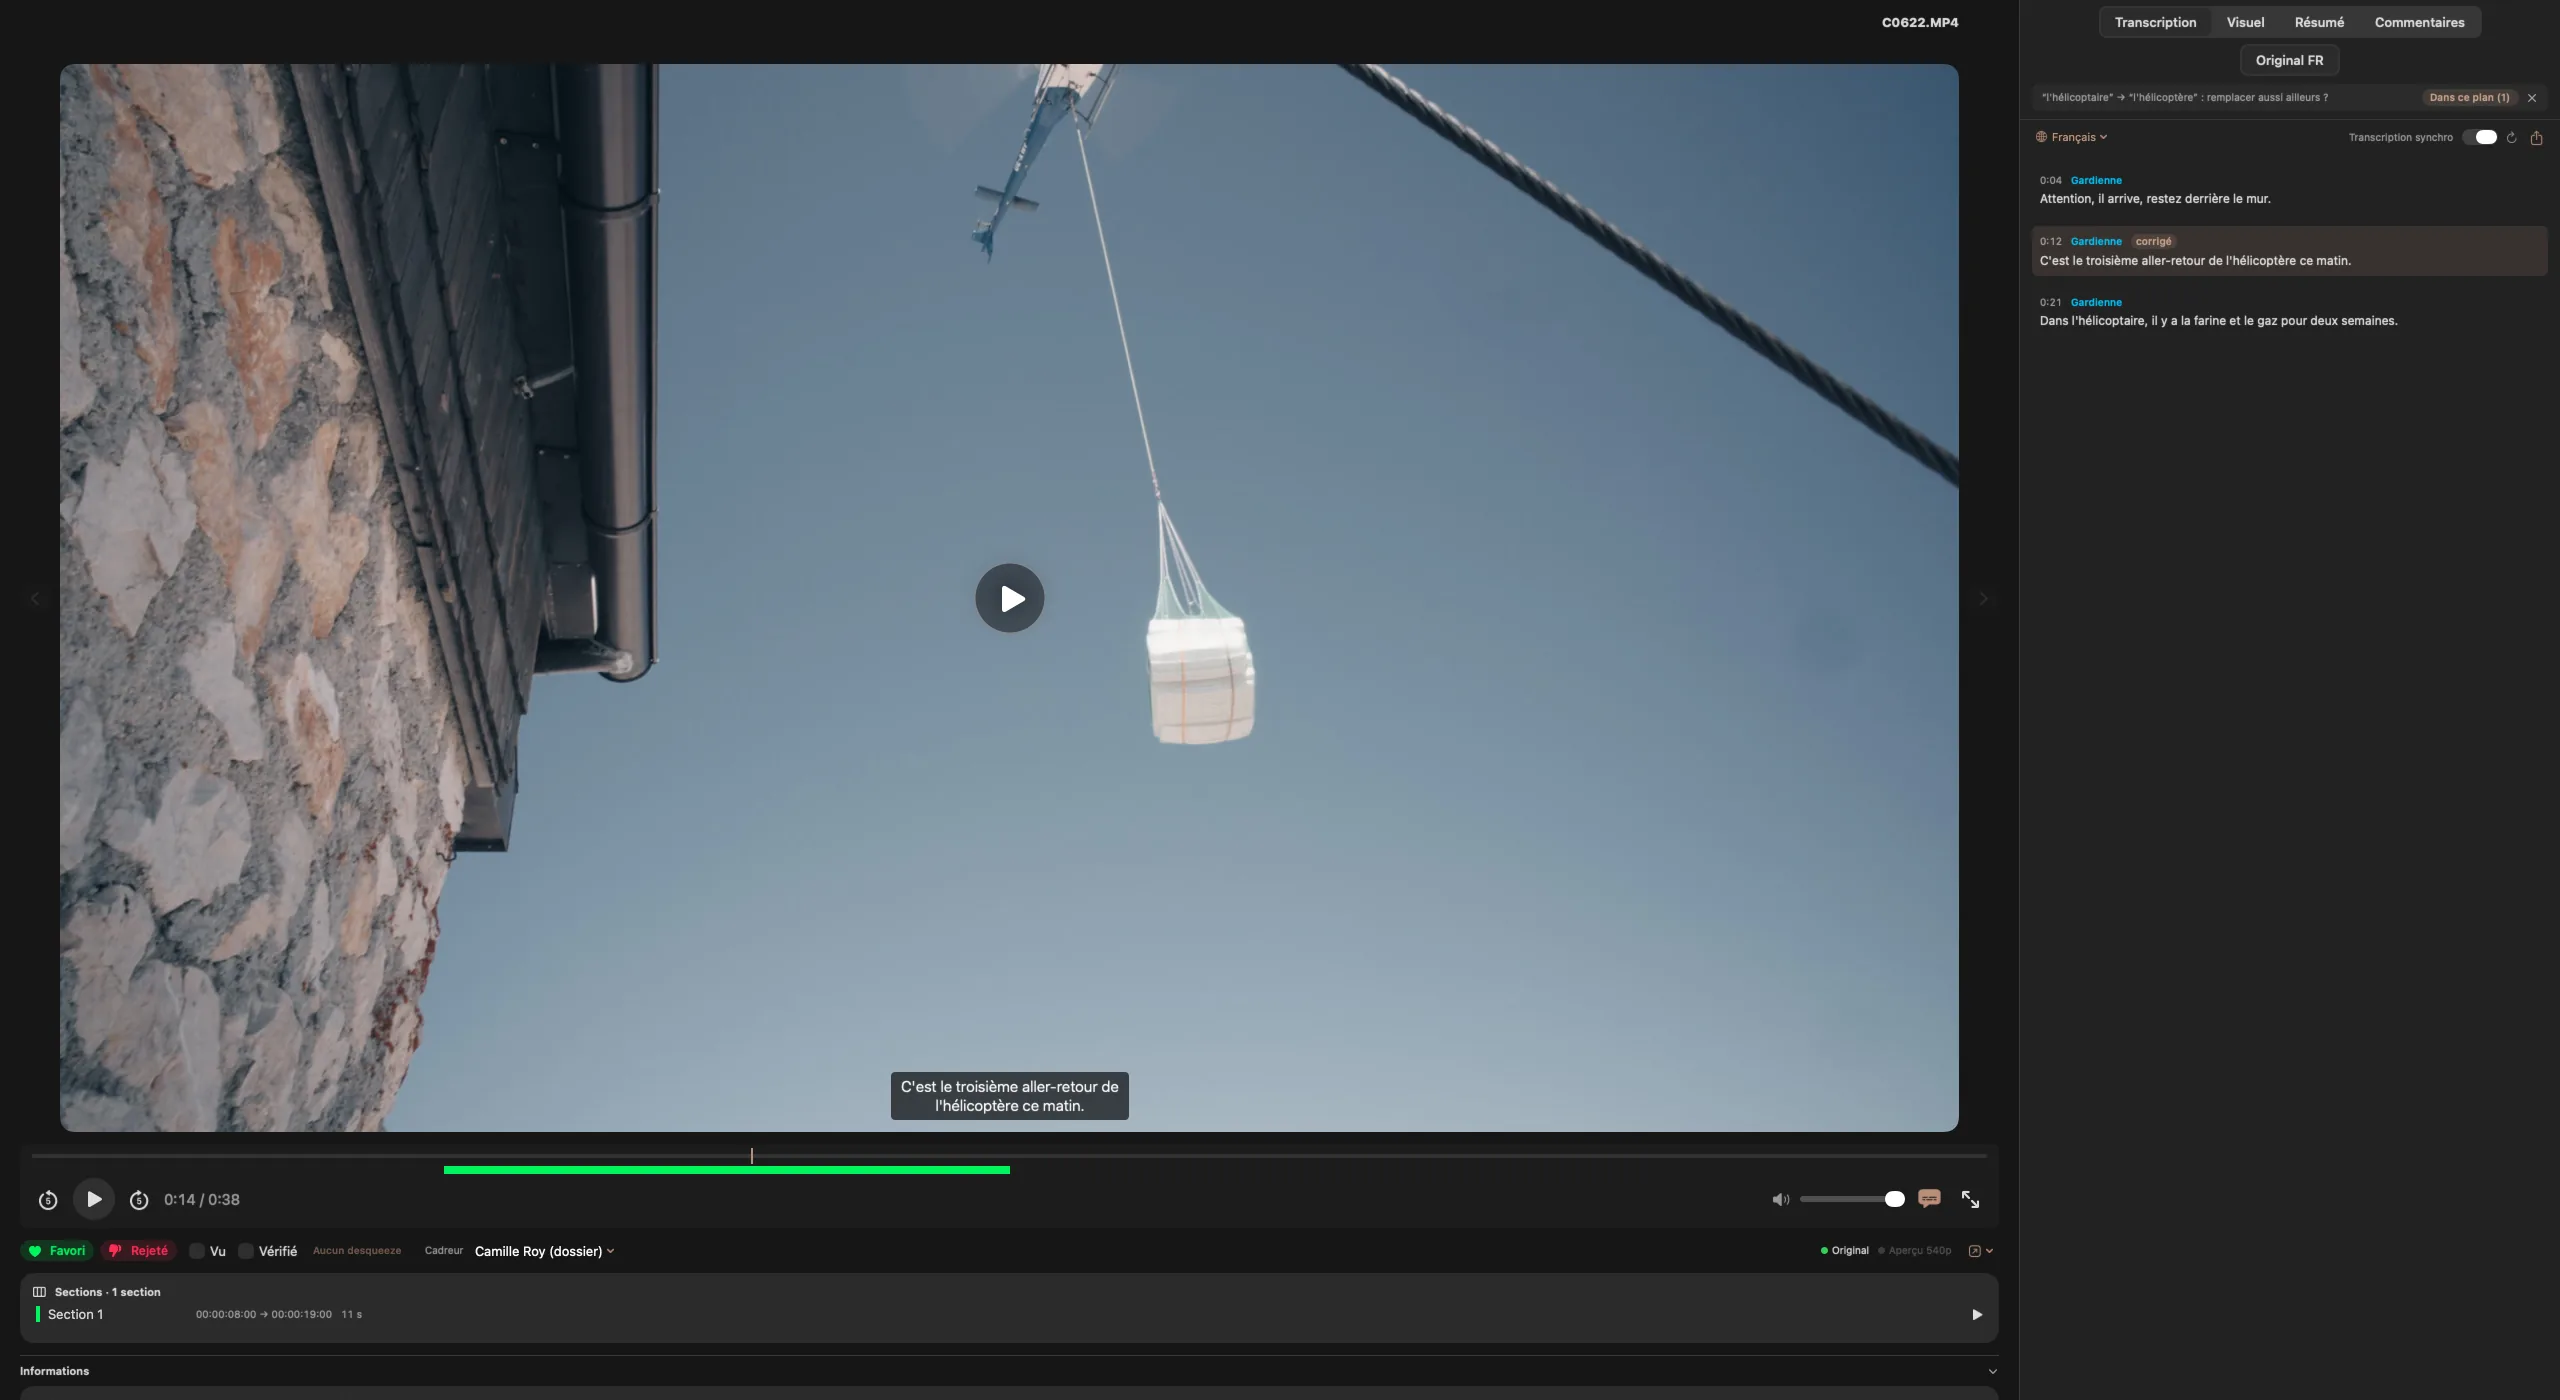 C0622.MP4
Transcription Visuel Résumé Commentaires
Original FR
"l'hélicoptaire" → "l'hélicoptère" : remplacer aussi ailleurs ? Dans ce plan (1)
Français Transcription synchro
0:04 Gardienne
Attention, il arrive, restez derrière le mur.
0:12 Gardienne corrigé
C'est le troisième aller-retour de l'hélicoptère ce matin.
0:21 Gardienne
Dans l'hélicoptaire, il y a la farine et le gaz pour deux semaines.
C'est le troisième aller-retour de
l'hélicoptère ce matin.
5 5 0:14 / 0:38
Favori Rejeté Vu Vérifié Aucun desqueeze Cadreur Camille Roy (dossier) Original Aperçu 540p
Sections · 1 section
Section 1 00:00:08:00 → 00:00:19:00 11 s
Informations